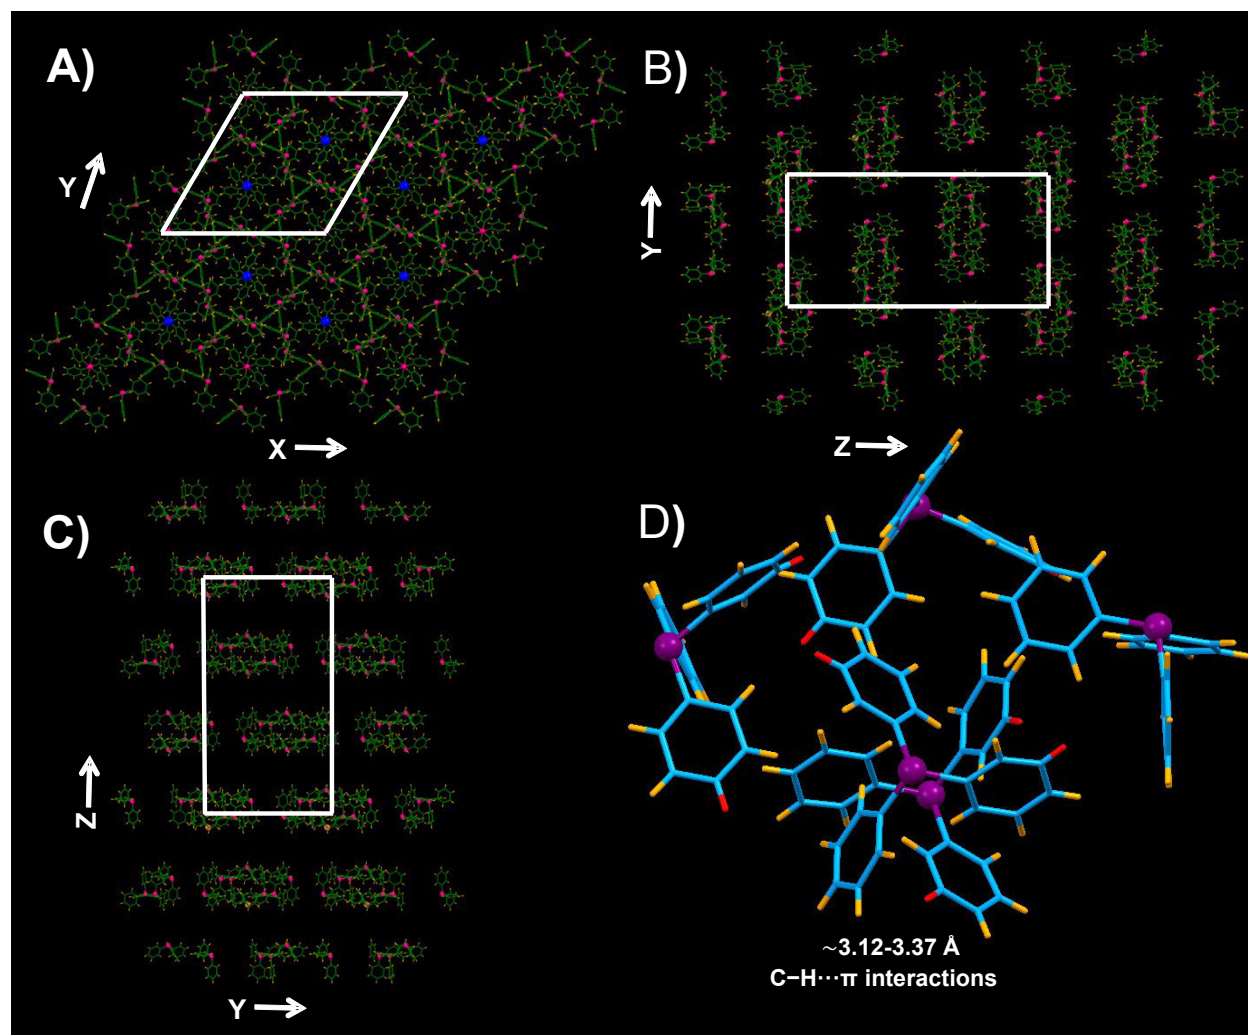 A)
Y
X
B)
Y
Z
C)
Z
Y
D)
~3.12-3.37 Å
C−H···π interactions